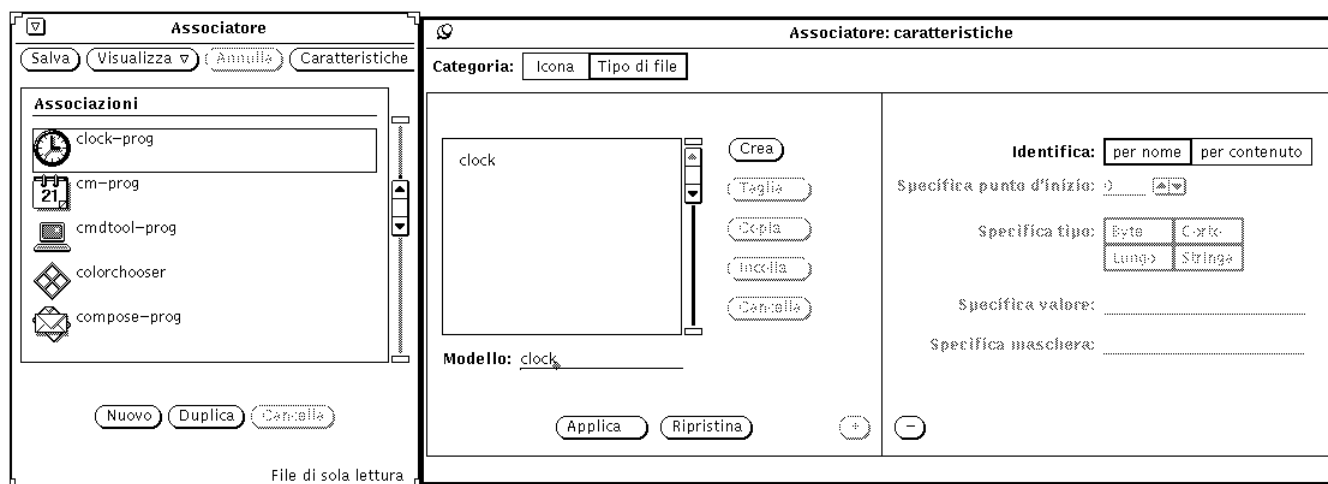 Associatore
Salva Visualizza Annulla Caratteristiche
Associazioni
clock-prog
cm-prog
21
cmdtool-prog
colorchooser
compose-prog
Nuovo Duplica Cancella
File di sola lettura
Associatore: caratteristiche
Categoria: Icona Tipo di file
clock
Crea
Taglia
Copia
Incolla
Cancella
Modello: clock
Applica Ripristina + −
Identifica: per nome per contenuto
Specifica punto d'inizio: 0
Specifica tipo: Byte Corto
Lungo Stringa
Specifica valore:
Specifica maschera: